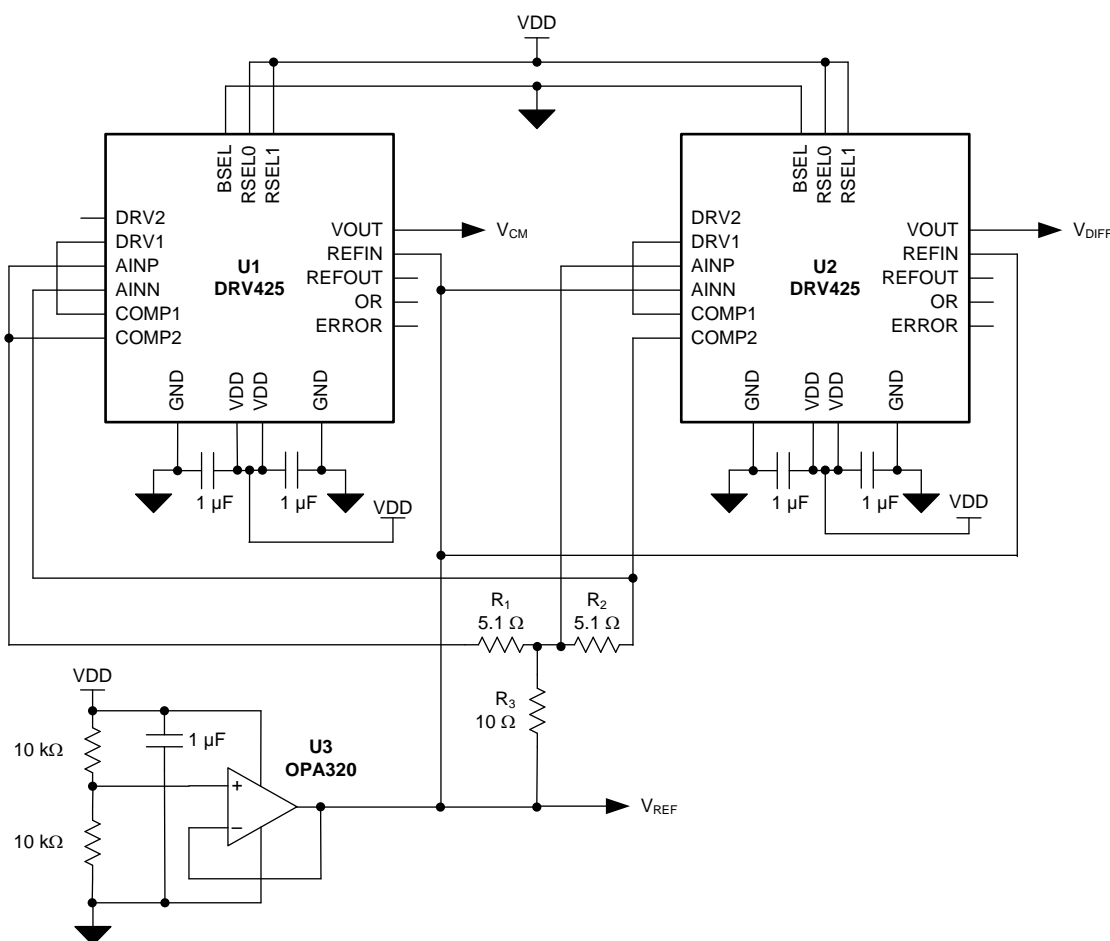 VDD
BSEL
RSEL0
RSEL1
DRV2
DRV1
AINP
AINN
COMP1
COMP2
U1
DRV425
VOUT
REFIN
REFOUT
OR
ERROR
GND
VDD
VDD
GND
V_CM
1 µF
1 µF
VDD
BSEL
RSEL0
RSEL1
DRV2
DRV1
AINP
AINN
COMP1
COMP2
U2
DRV425
VOUT
REFIN
REFOUT
OR
ERROR
GND
VDD
VDD
GND
V_DIFF
1 µF
1 µF
VDD
R1
5.1 Ω
R2
5.1 Ω
R3
10 Ω
VDD
10 kΩ
1 µF
10 kΩ
U3
OPA320
+
−
V_REF